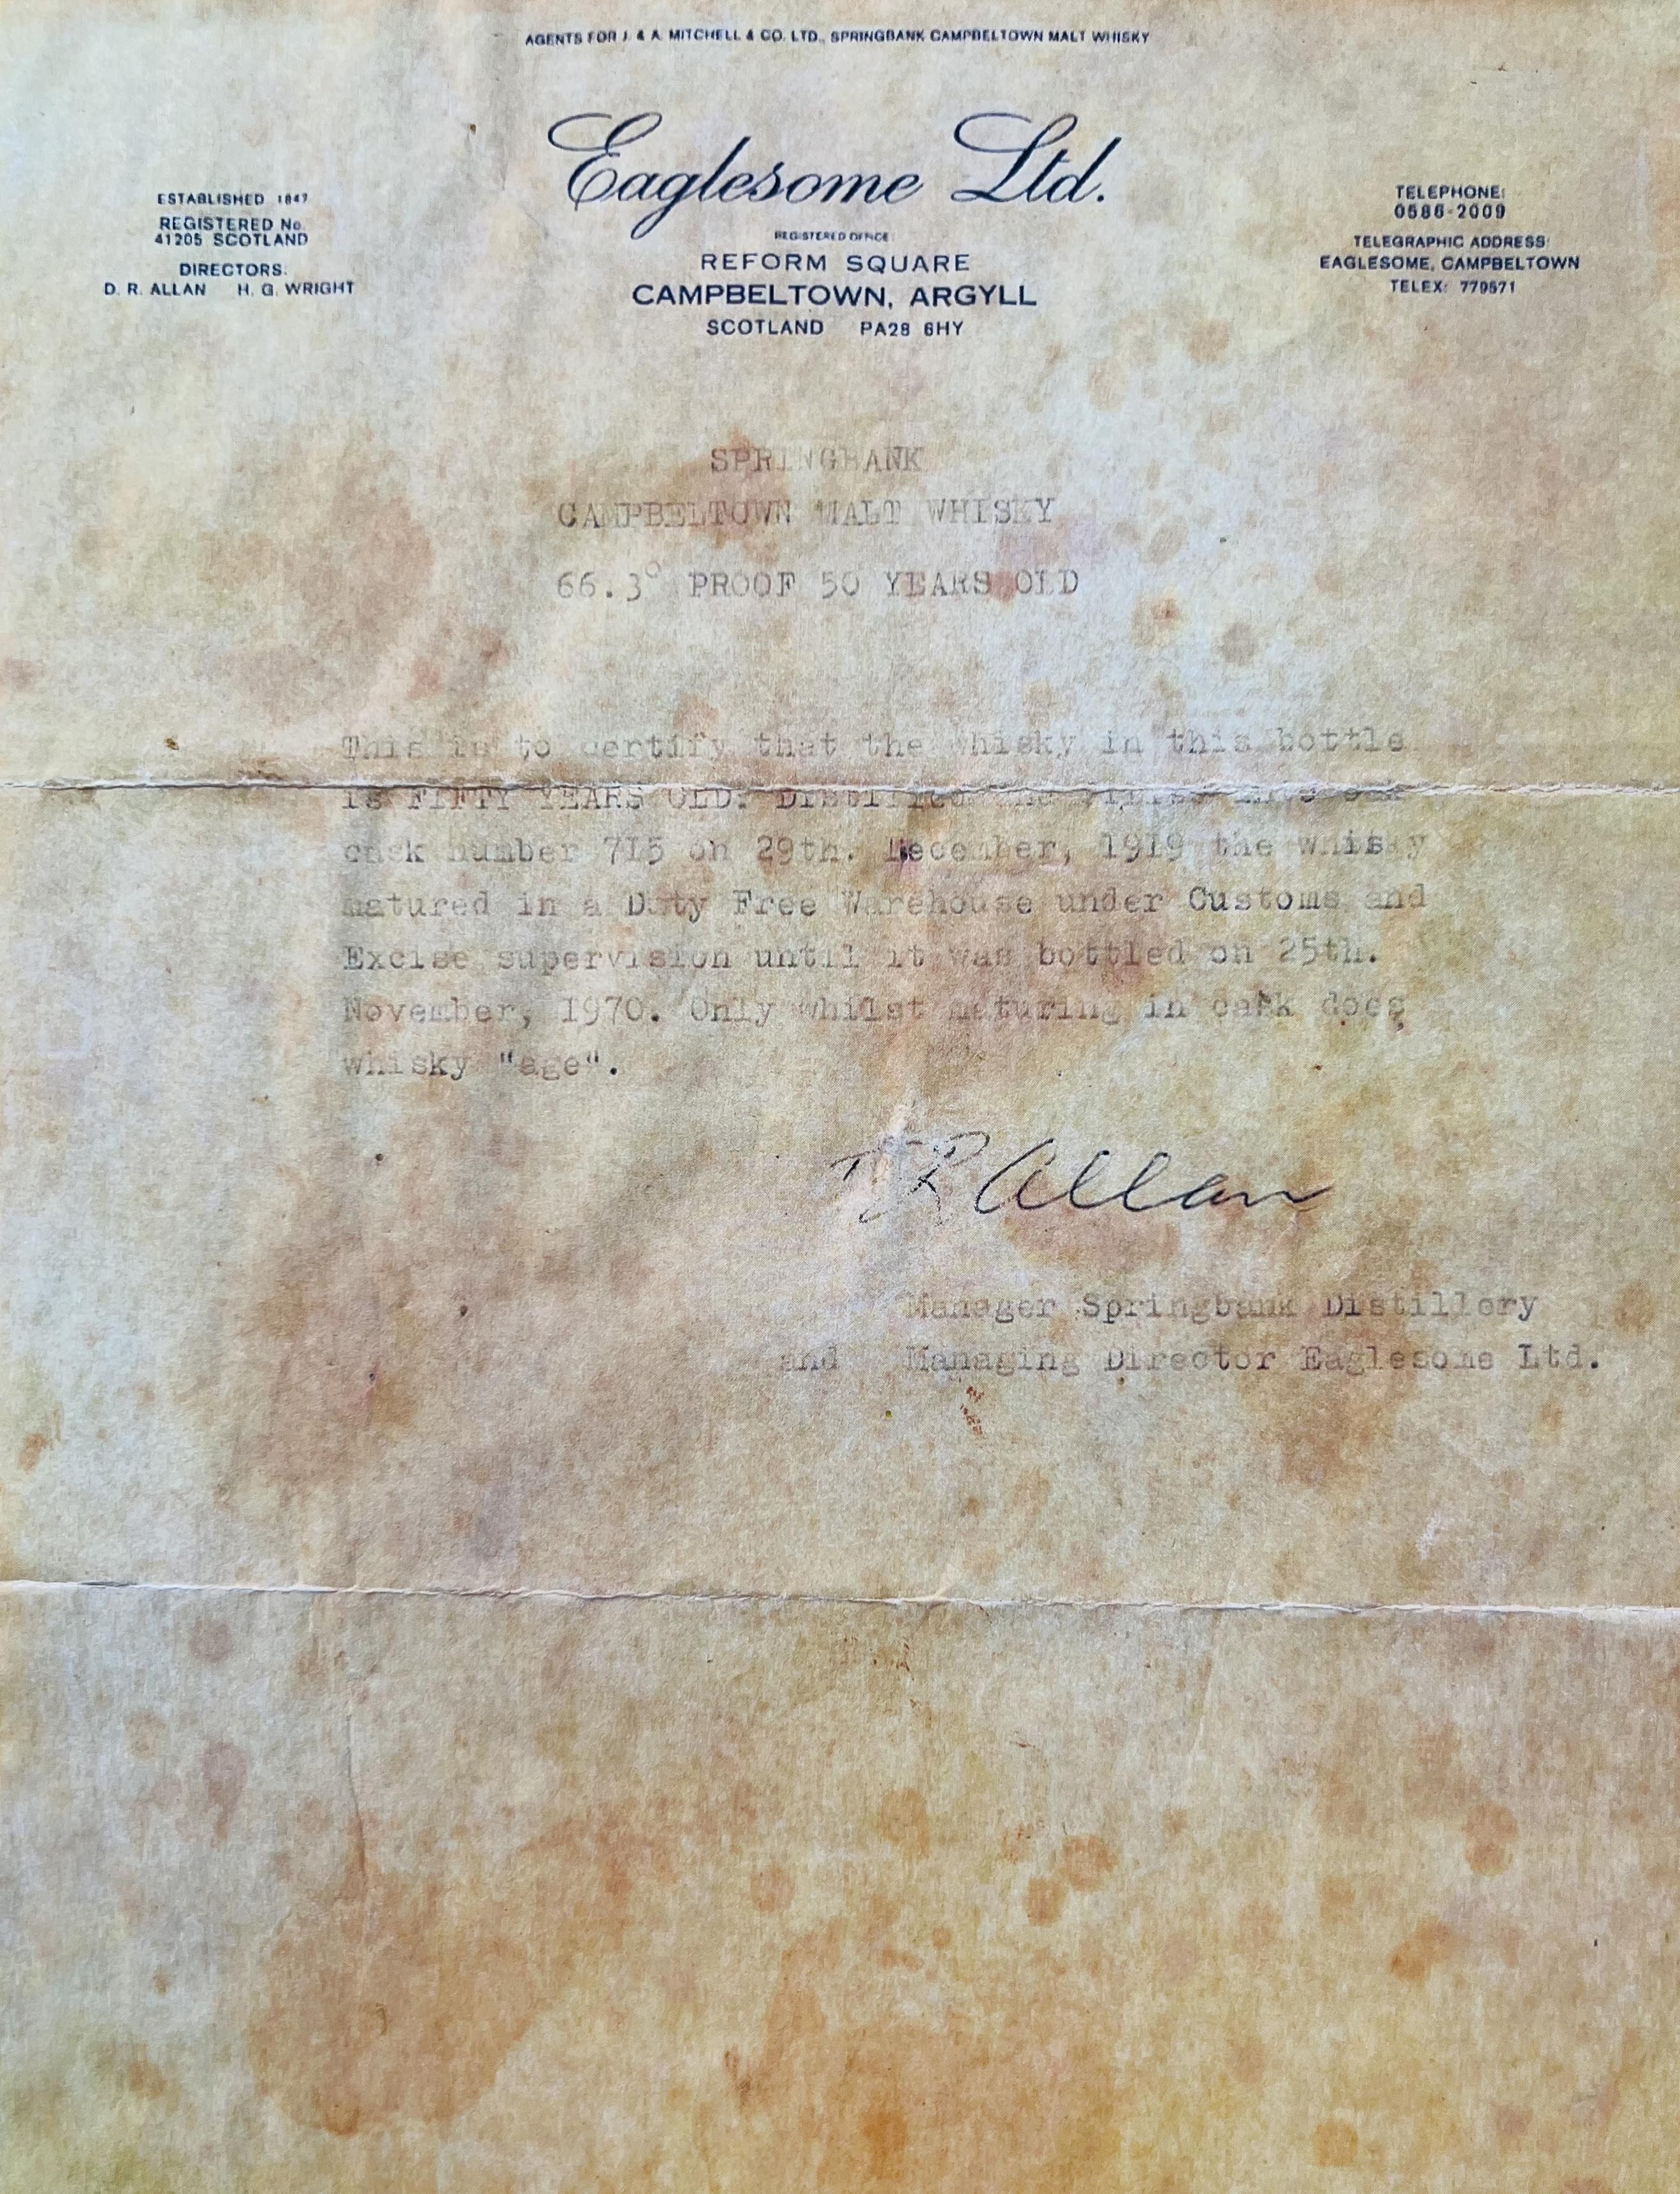 AGENTS FOR J. & A. MITCHELL & CO. LTD., SPRINGBANK CAMPBELTOWN MALT WHISKY
Eaglesome Ltd.
ESTABLISHED 1847
REGISTERED No.
41205 SCOTLAND
DIRECTORS:
D. R. ALLAN H. G. WRIGHT
REGISTERED OFFICE
REFORM SQUARE
CAMPBELTOWN, ARGYLL
SCOTLAND PA28 6HY
TELEPHONE:
0586-2009
TELEGRAPHIC ADDRESS:
EAGLESOME, CAMPBELTOWN
TELEX: 779571
SPRINGBANK
CAMPBELTOWN MALT WHISKY
66.3° PROOF 50 YEARS OLD
This is to certify that the whisky in this bottle
is FIFTY YEARS OLD. Distilled and
cask number 715 on 29th. December, 1919 the whisky
matured in a Duty Free Warehouse under Customs and
Excise supervision until it was bottled on 25th.
November, 1970. Only whilst maturing in cask does
whisky "age".
D R Allan
Manager Springbank Distillery
and Managing Director Eaglesome Ltd.